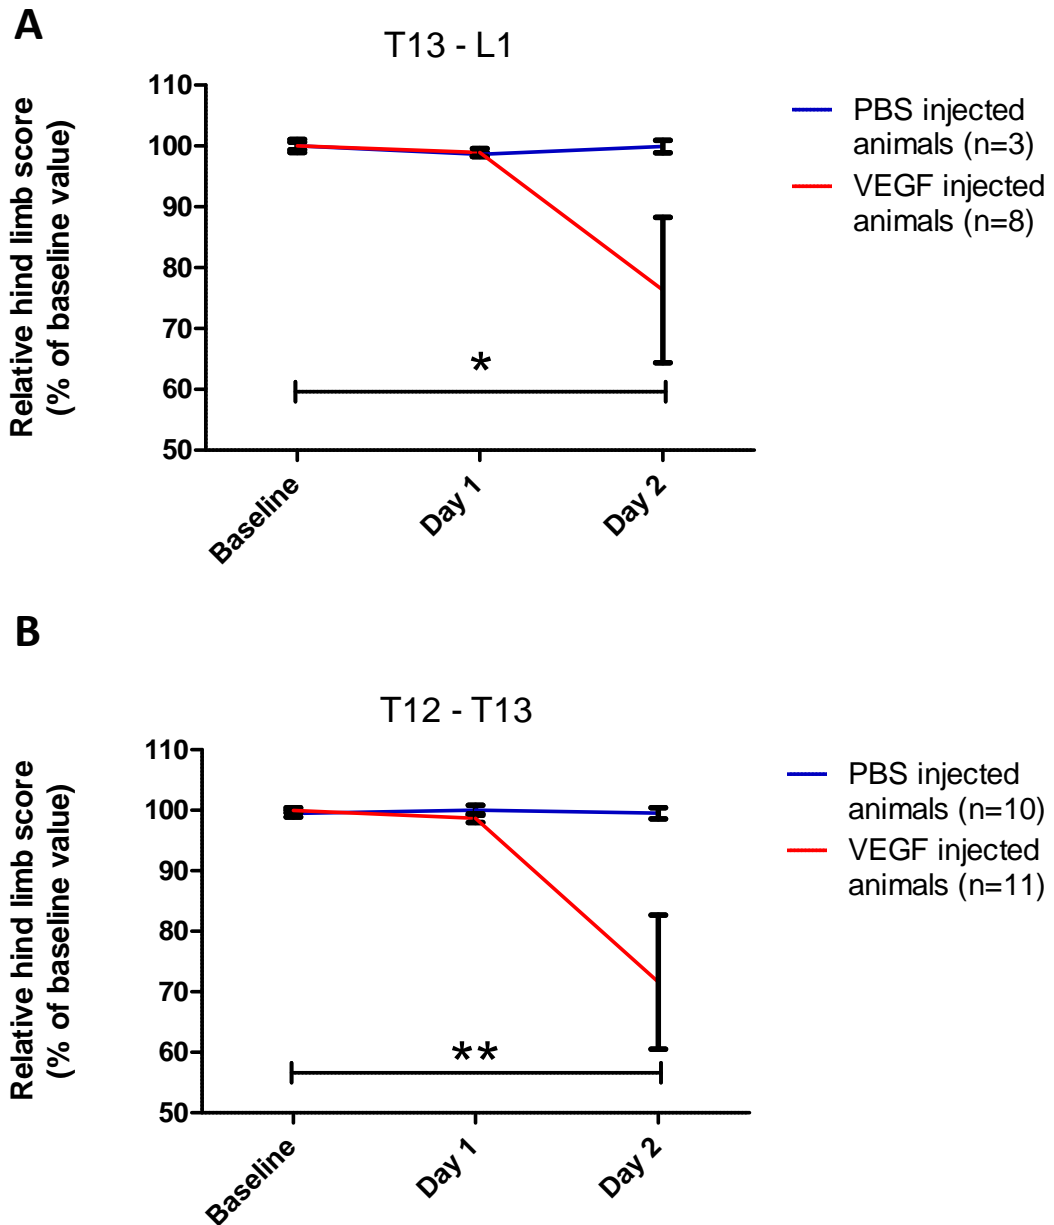 A
T13 - L1
Relative hind limb score
(% of baseline value)
110
100
90
80
70
60
50
*
Baseline
Day 1
Day 2
PBS injected
animals (n=3)
VEGF injected
animals (n=8)
B
T12 - T13
Relative hind limb score
(% of baseline value)
110
100
90
80
70
60
50
**
Baseline
Day 1
Day 2
PBS injected
animals (n=10)
VEGF injected
animals (n=11)